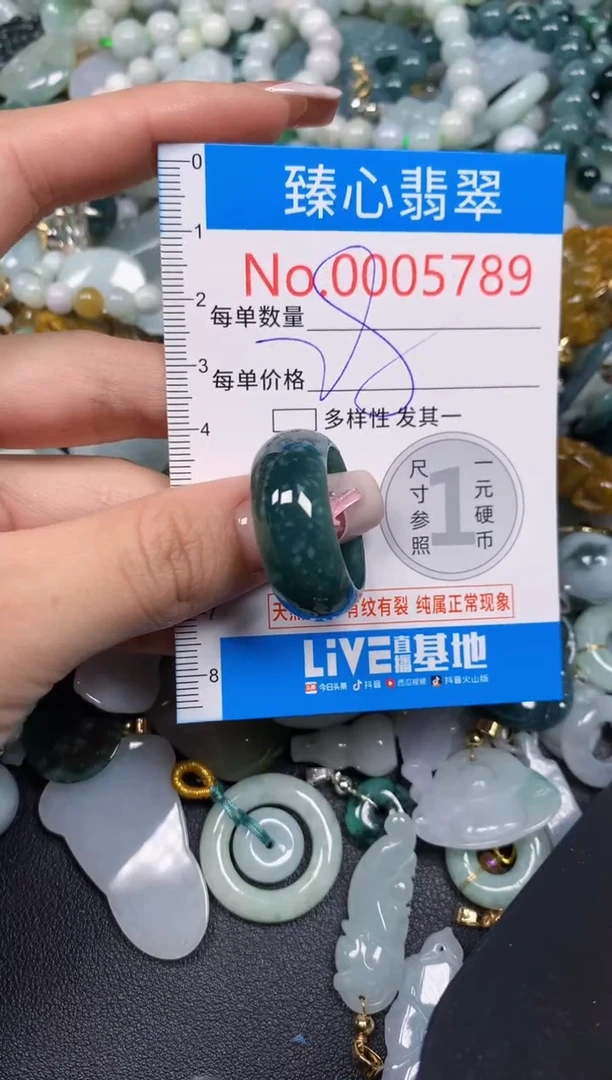 0
臻心翡翠
1
No.0005789
2
每单数量
3
每单价格
4
多样性 发其一
尺寸参照
1
一元硬币
有纹有裂 纯属正常现象
7
LiVE直播基地
8
今日头条 抖音 西瓜视频 抖音火山版